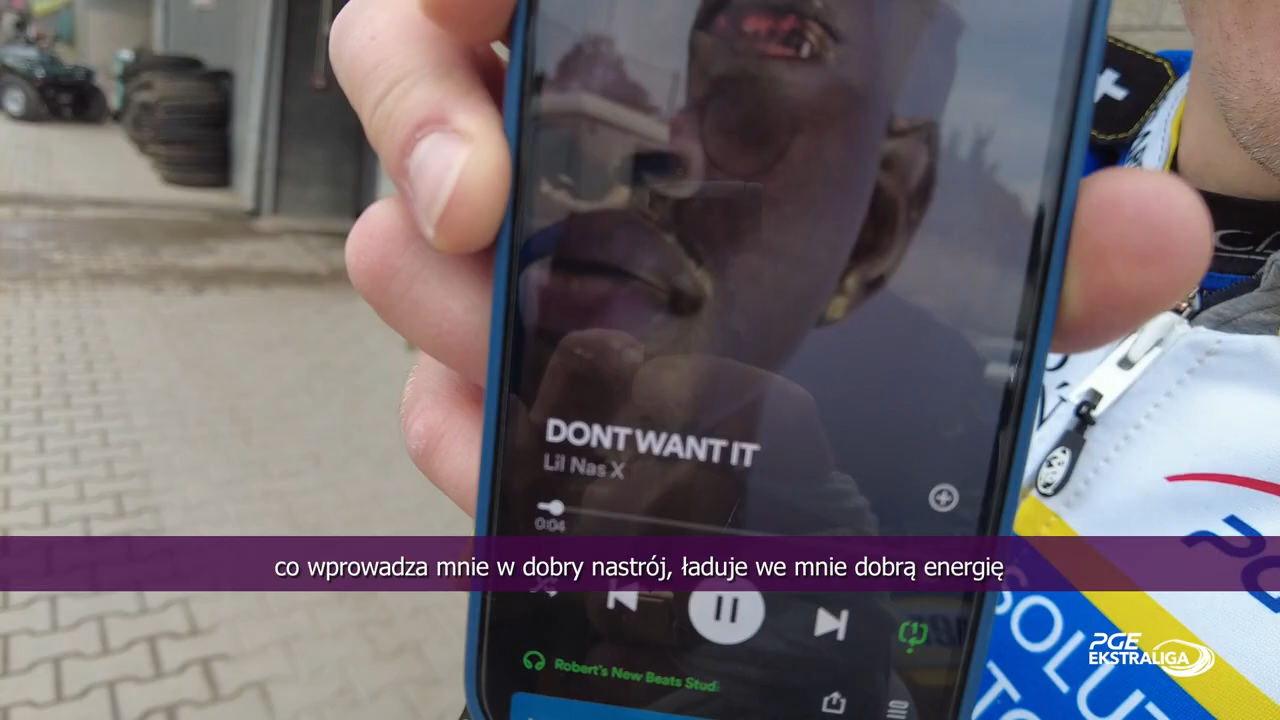 DONT WANT IT
Lil Nas X
0:04
co wprowadza mnie w dobry nastrój, ładuje we mnie dobrą energię
Robert's New Beats Stud
PGE
EKSTRALIGA